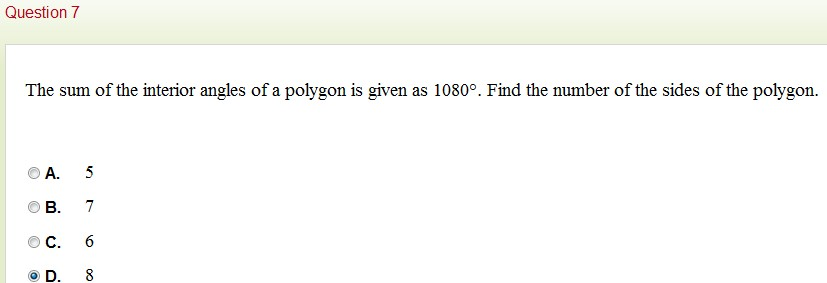 Question 7
The sum of the interior angles of a polygon is given as 1080°. Find the number of the sides of the polygon.
A. 5
B. 7
C. 6
D. 8